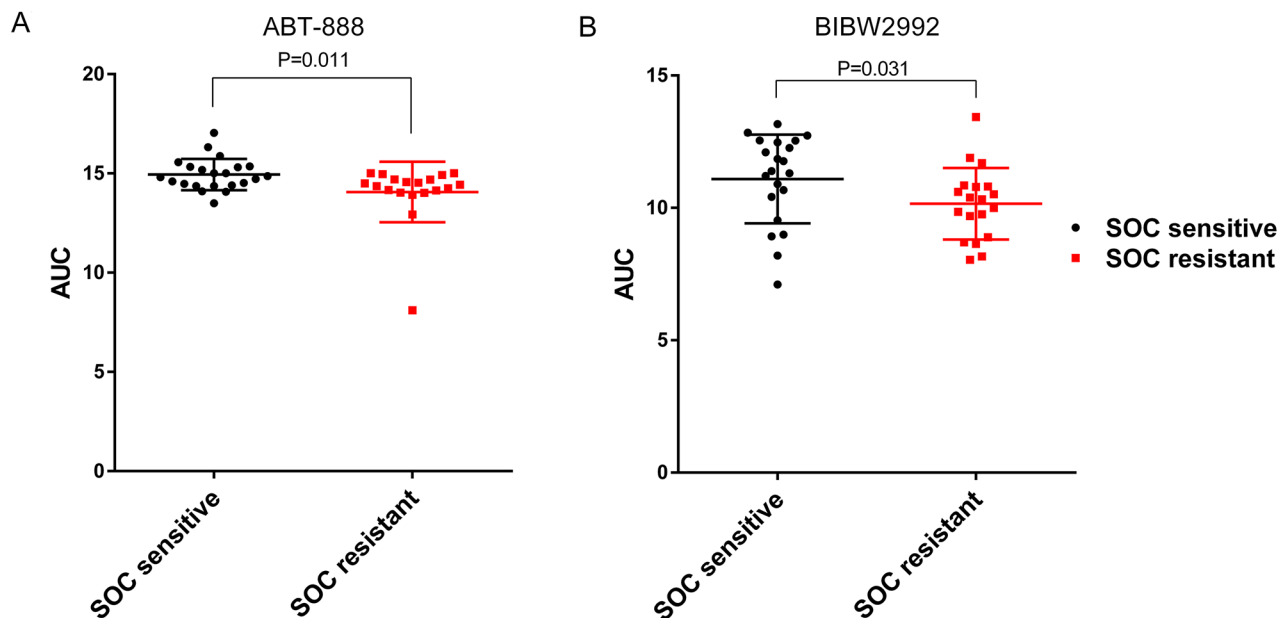 A
ABT-888
P=0.011
20
15
10
5
0
AUC
SOC sensitive
SOC resistant
B
BIBW2992
P=0.031
15
10
5
0
AUC
SOC sensitive
SOC resistant
SOC sensitive
SOC resistant